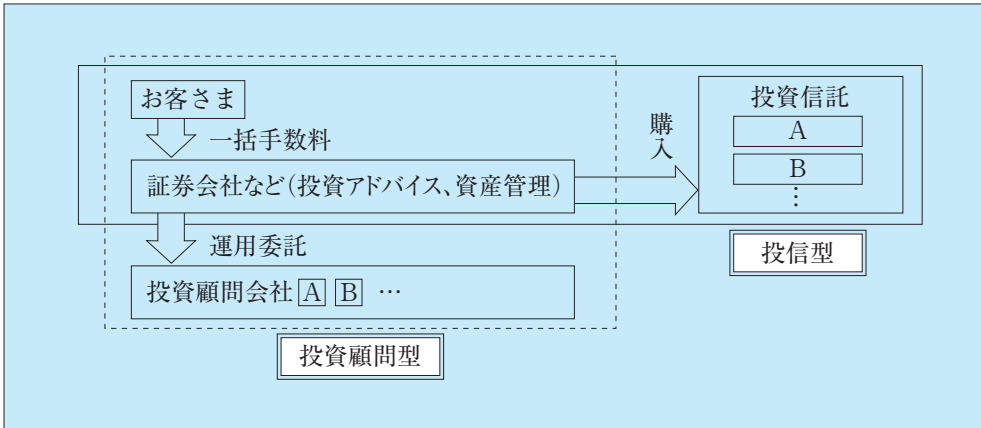 お客さま
一括手数料
証券会社など（投資アドバイス、資産管理）
購入
投資信託
A
B
⋮
投信型
運用委託
投資顧問会社 A B …
投資顧問型